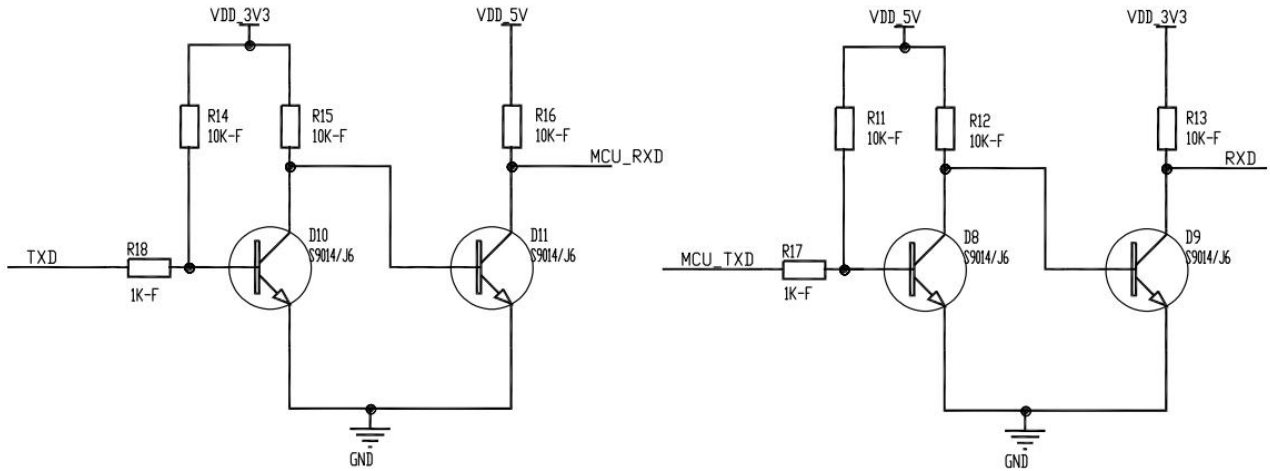 VDD_3V3
VDD_5V
R14
10K-F
R15
10K-F
R16
10K-F
MCU_RXD
TXD
R18
1K-F
D10
S9014/J6
D11
S9014/J6
GND
VDD_5V
VDD_3V3
R11
10K-F
R12
10K-F
R13
10K-F
RXD
MCU_TXD
R17
1K-F
D8
S9014/J6
D9
S9014/J6
GND